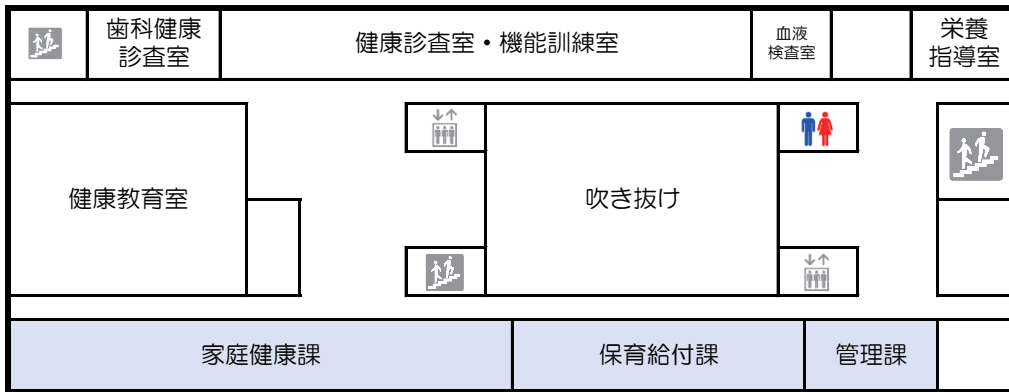 歯科健康
診査室
健康診査室・機能訓練室
血液
検査室
栄養
指導室
健康教育室
吹き抜け
家庭健康課
保育給付課
管理課